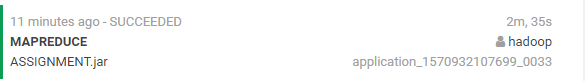 11 minutes ago - SUCCEEDED 2m, 35s
MAPREDUCE hadoop
ASSIGNMENT.jar application_1570932107699_0033